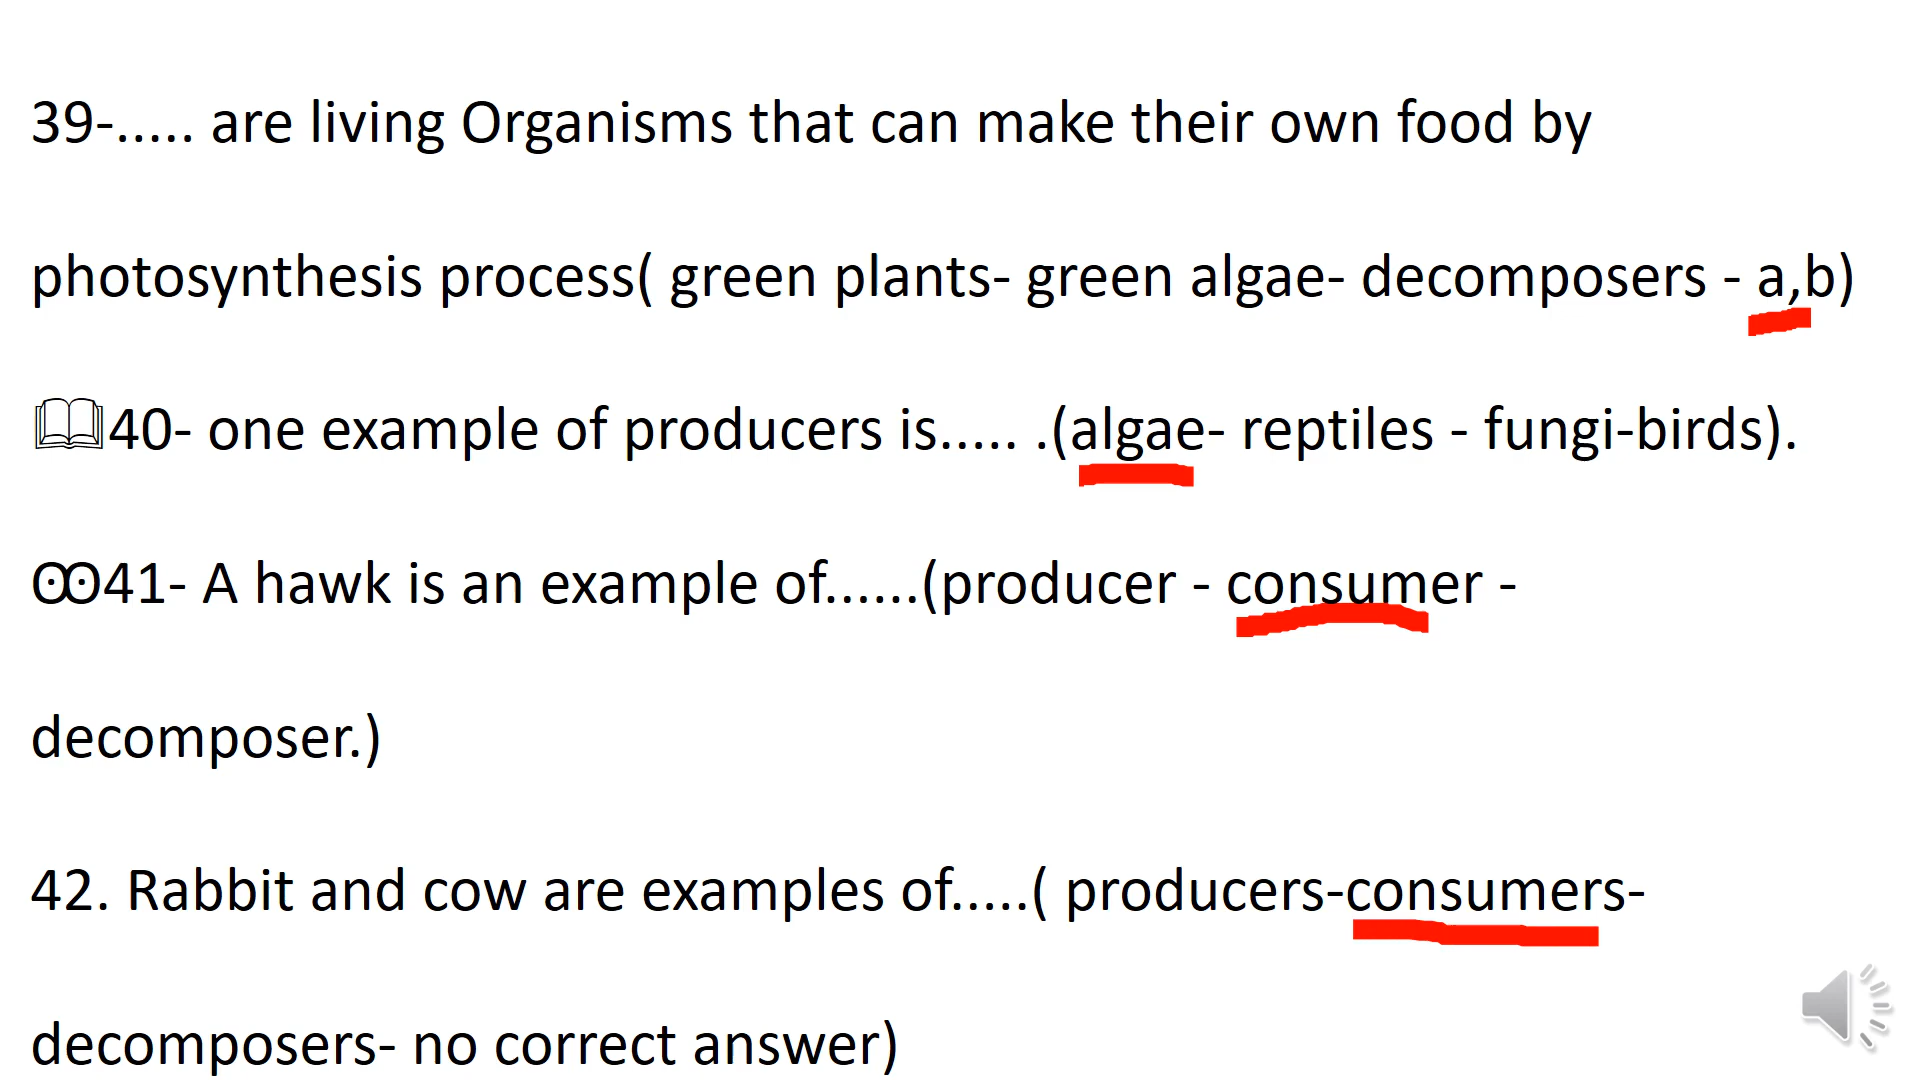 39-..... are living Organisms that can make their own food by
photosynthesis process( green plants- green algae- decomposers - a,b)
🕮40- one example of producers is..... .(algae- reptiles - fungi-birds).
ꙭ41- A hawk is an example of......(producer - consumer -
decomposer.)
42. Rabbit and cow are examples of.....( producers-consumers-
decomposers- no correct answer)